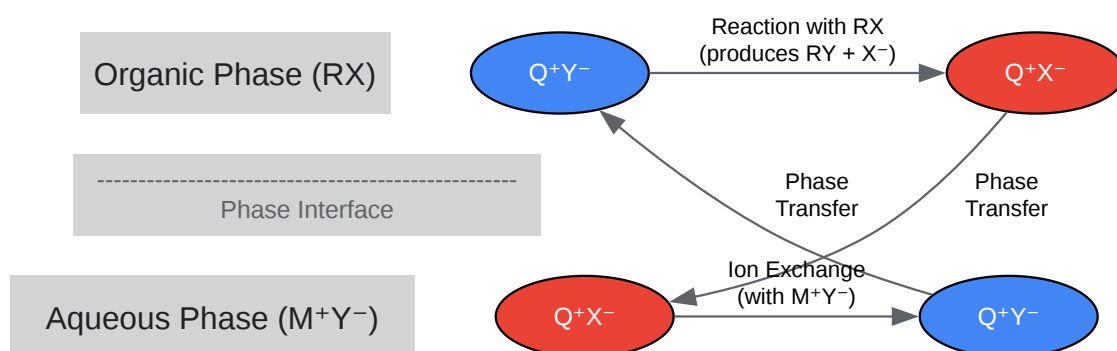 Organic Phase (RX)
Q⁺Y⁻
Reaction with RX
(produces RY + X⁻)
Q⁺X⁻
------------------------------------------------------
Phase Interface
Phase
Transfer
Phase
Transfer
Aqueous Phase (M⁺Y⁻)
Q⁺X⁻
Ion Exchange
(with M⁺Y⁻)
Q⁺Y⁻